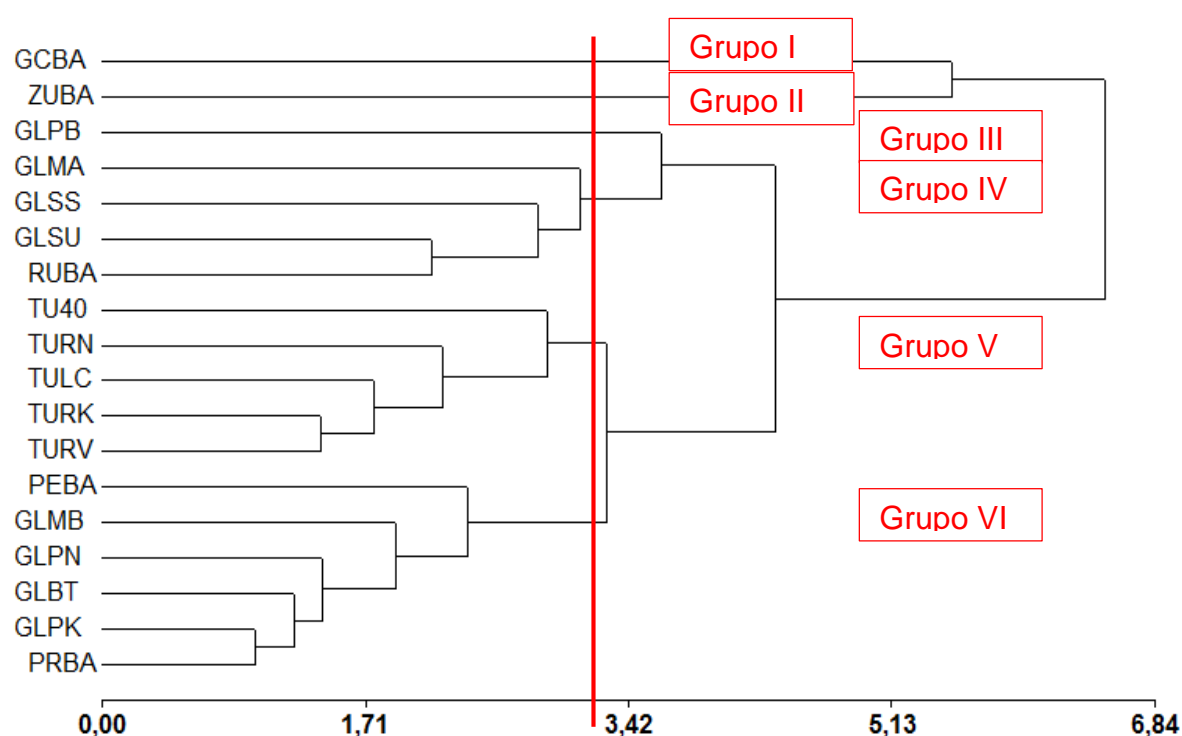 GCBA
Grupo I
ZUBA
Grupo II
GLPB
Grupo III
GLMA
Grupo IV
GLSS
GLSU
RUBA
TU40
TURN
Grupo V
TULC
TURK
TURV
PEBA
GLMB
Grupo VI
GLPN
GLBT
GLPK
PRBA
0,00 1,71 3,42 5,13 6,84